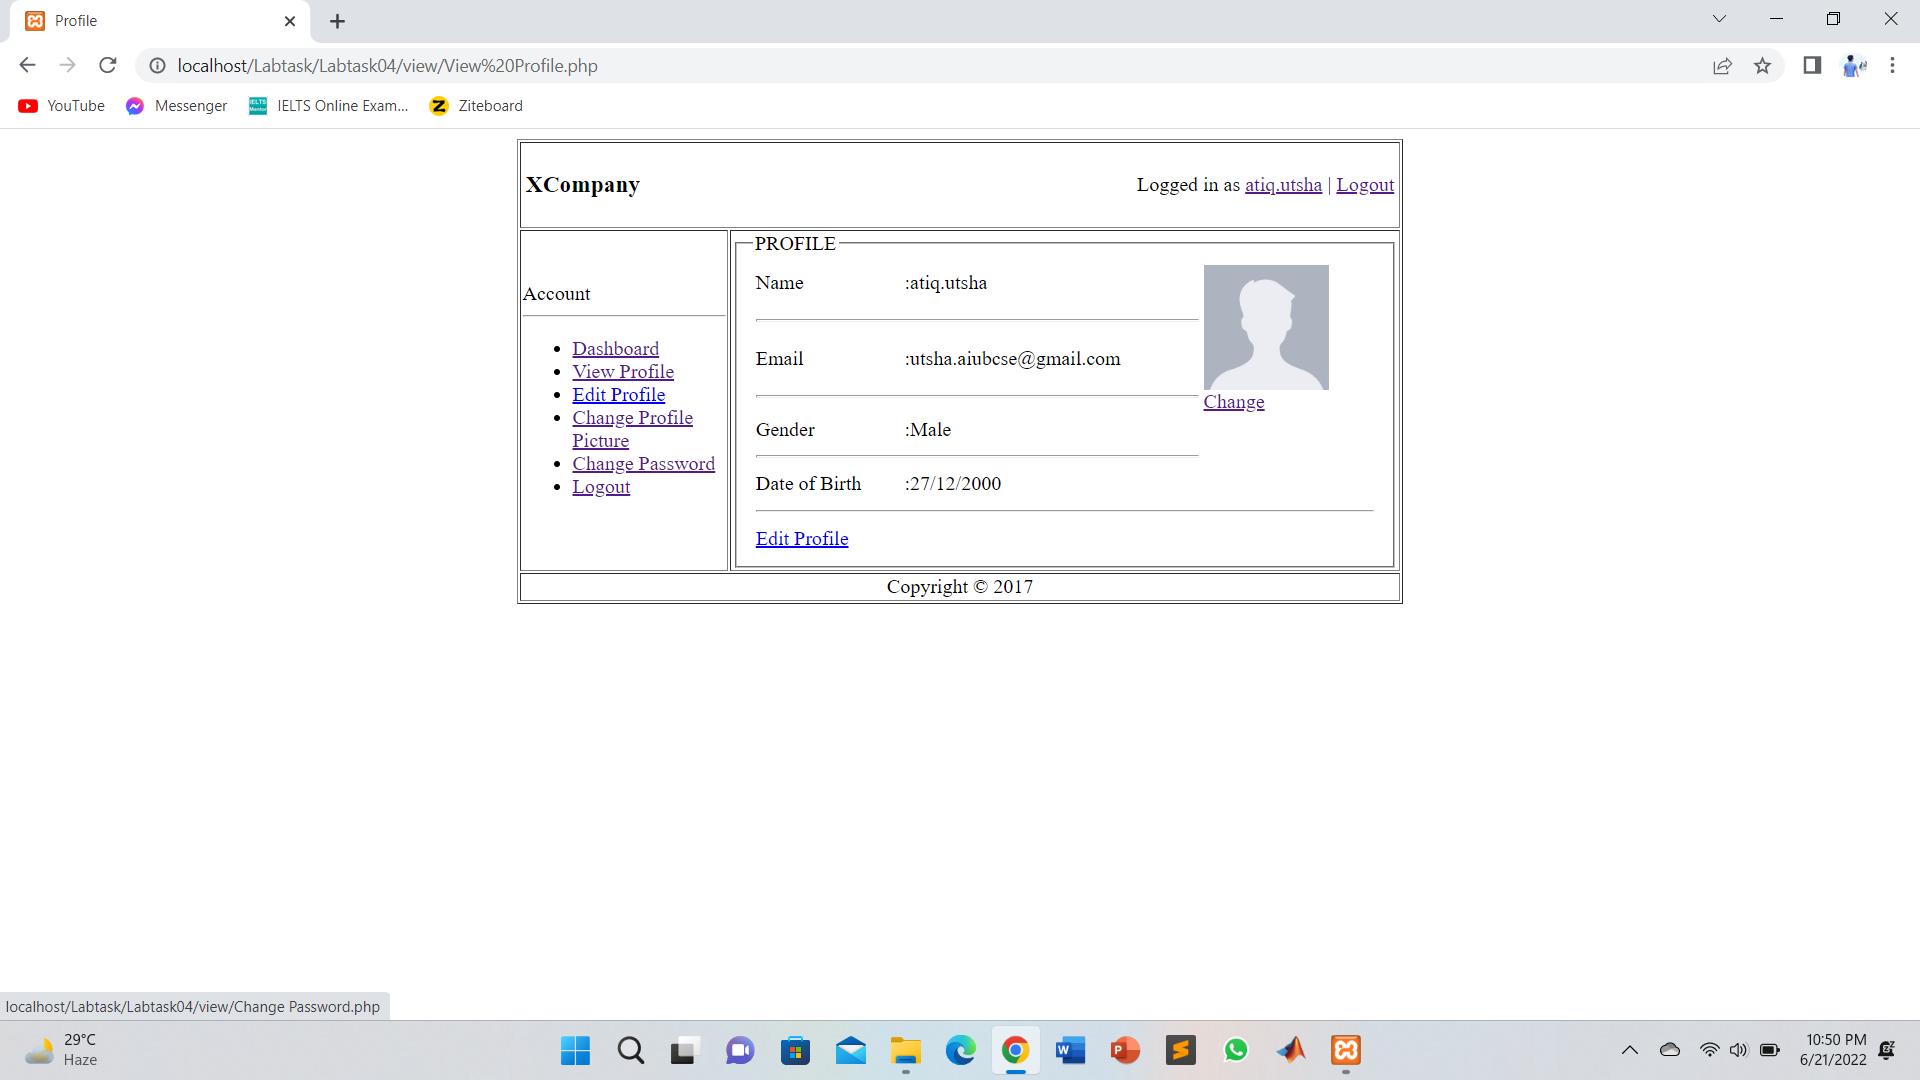 Profile
localhost/Labtask/Labtask04/view/View%20Profile.php
YouTube Messenger IELTS Online Exam... Ziteboard
XCompany Logged in as atiq.utsha | Logout
Account
Dashboard
View Profile
Edit Profile
Change Profile
Picture
Change Password
Logout
PROFILE
Name :atiq.utsha
Email :utsha.aiubcse@gmail.com
Gender :Male
Date of Birth :27/12/2000
Edit Profile
Change
Copyright © 2017
localhost/Labtask/Labtask04/view/Change Password.php
29°C
Haze
10:50 PM
6/21/2022